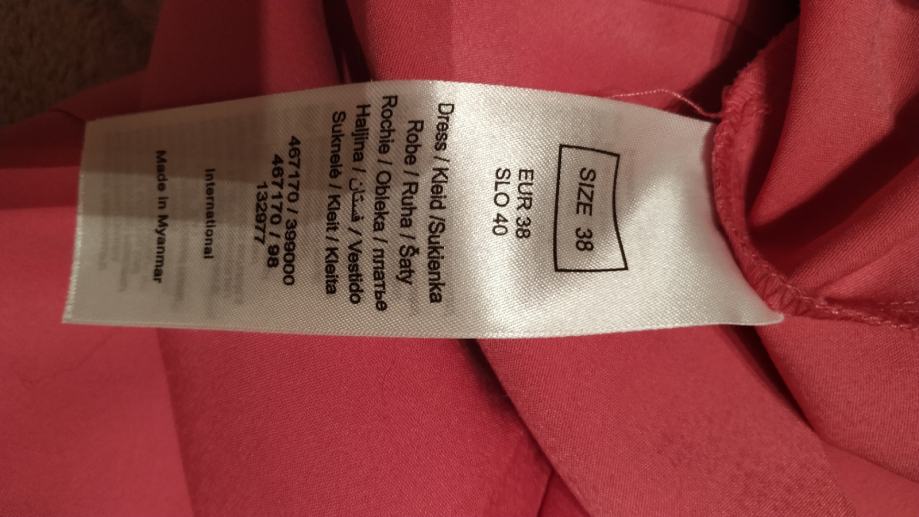 SIZE 38
EUR 38
SLO 40
Dress / Kleid /Sukienka
Robe / Ruha / Šaty
Rochie / Obleka / платье
Haljina / فستان / Vestido
Suknelė / Kleit / Kleita
467170 / 399000
467170 / 98
132977
International
Made in Myanmar